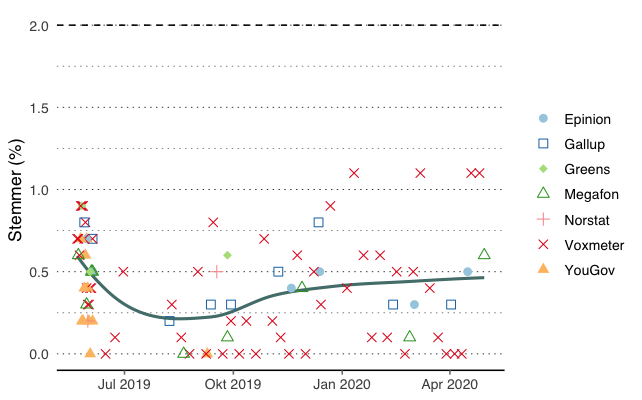 2.0
1.5
1.0
0.5
0.0
Stemmer (%)
Jul 2019
Okt 2019
Jan 2020
Apr 2020
Epinion
Gallup
Greens
Megafon
Norstat
Voxmeter
YouGov